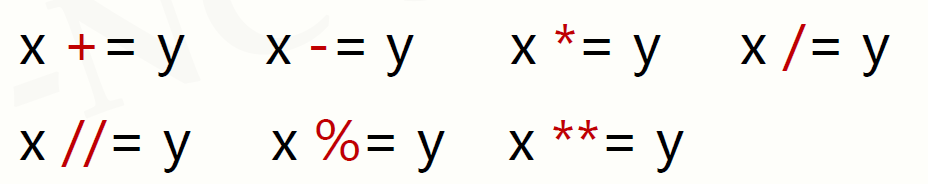 x += y x -= y x *= y x /= y
x //= y x %= y x **= y